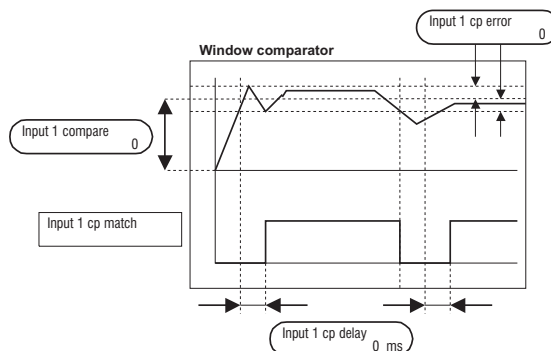 Input 1 cp error
0
Window comparator
Input 1 compare
0
Input 1 cp match
Input 1 cp delay
0 ms